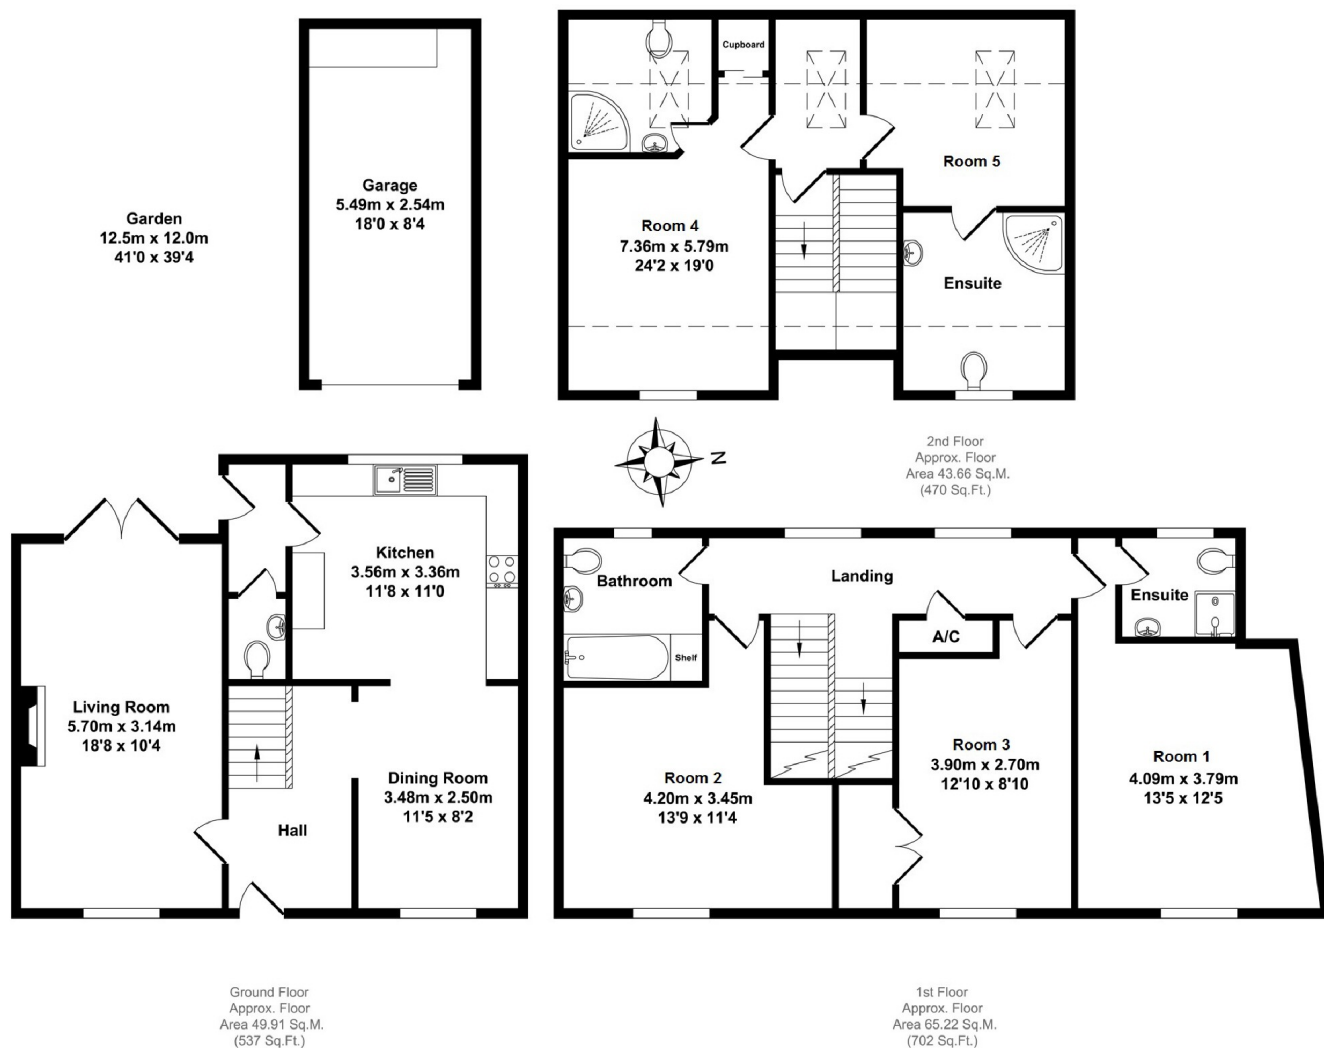 Garden
12.5m x 12.0m
41'0 x 39'4
Garage
5.49m x 2.54m
18'0 x 8'4
Cupboard
Room 5
Room 4
7.36m x 5.79m
24'2 x 19'0
Ensuite
2nd Floor
Approx. Floor
Area 43.66 Sq.M.
(470 Sq.Ft.)
N
Kitchen
3.56m x 3.36m
11'8 x 11'0
Living Room
5.70m x 3.14m
18'8 x 10'4
Dining Room
3.48m x 2.50m
11'5 x 8'2
Hall
Ground Floor
Approx. Floor
Area 49.91 Sq.M.
(537 Sq.Ft.)
Bathroom
Landing
Ensuite
A/C
Shelf
Room 2
4.20m x 3.45m
13'9 x 11'4
Room 3
3.90m x 2.70m
12'10 x 8'10
Room 1
4.09m x 3.79m
13'5 x 12'5
1st Floor
Approx. Floor
Area 65.22 Sq.M.
(702 Sq.Ft.)